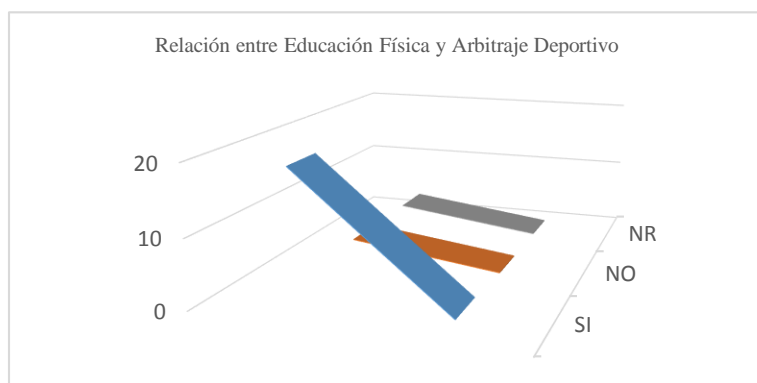 Relación entre Educación Física y Arbitraje Deportivo
20
10
0
NR
NO
SI